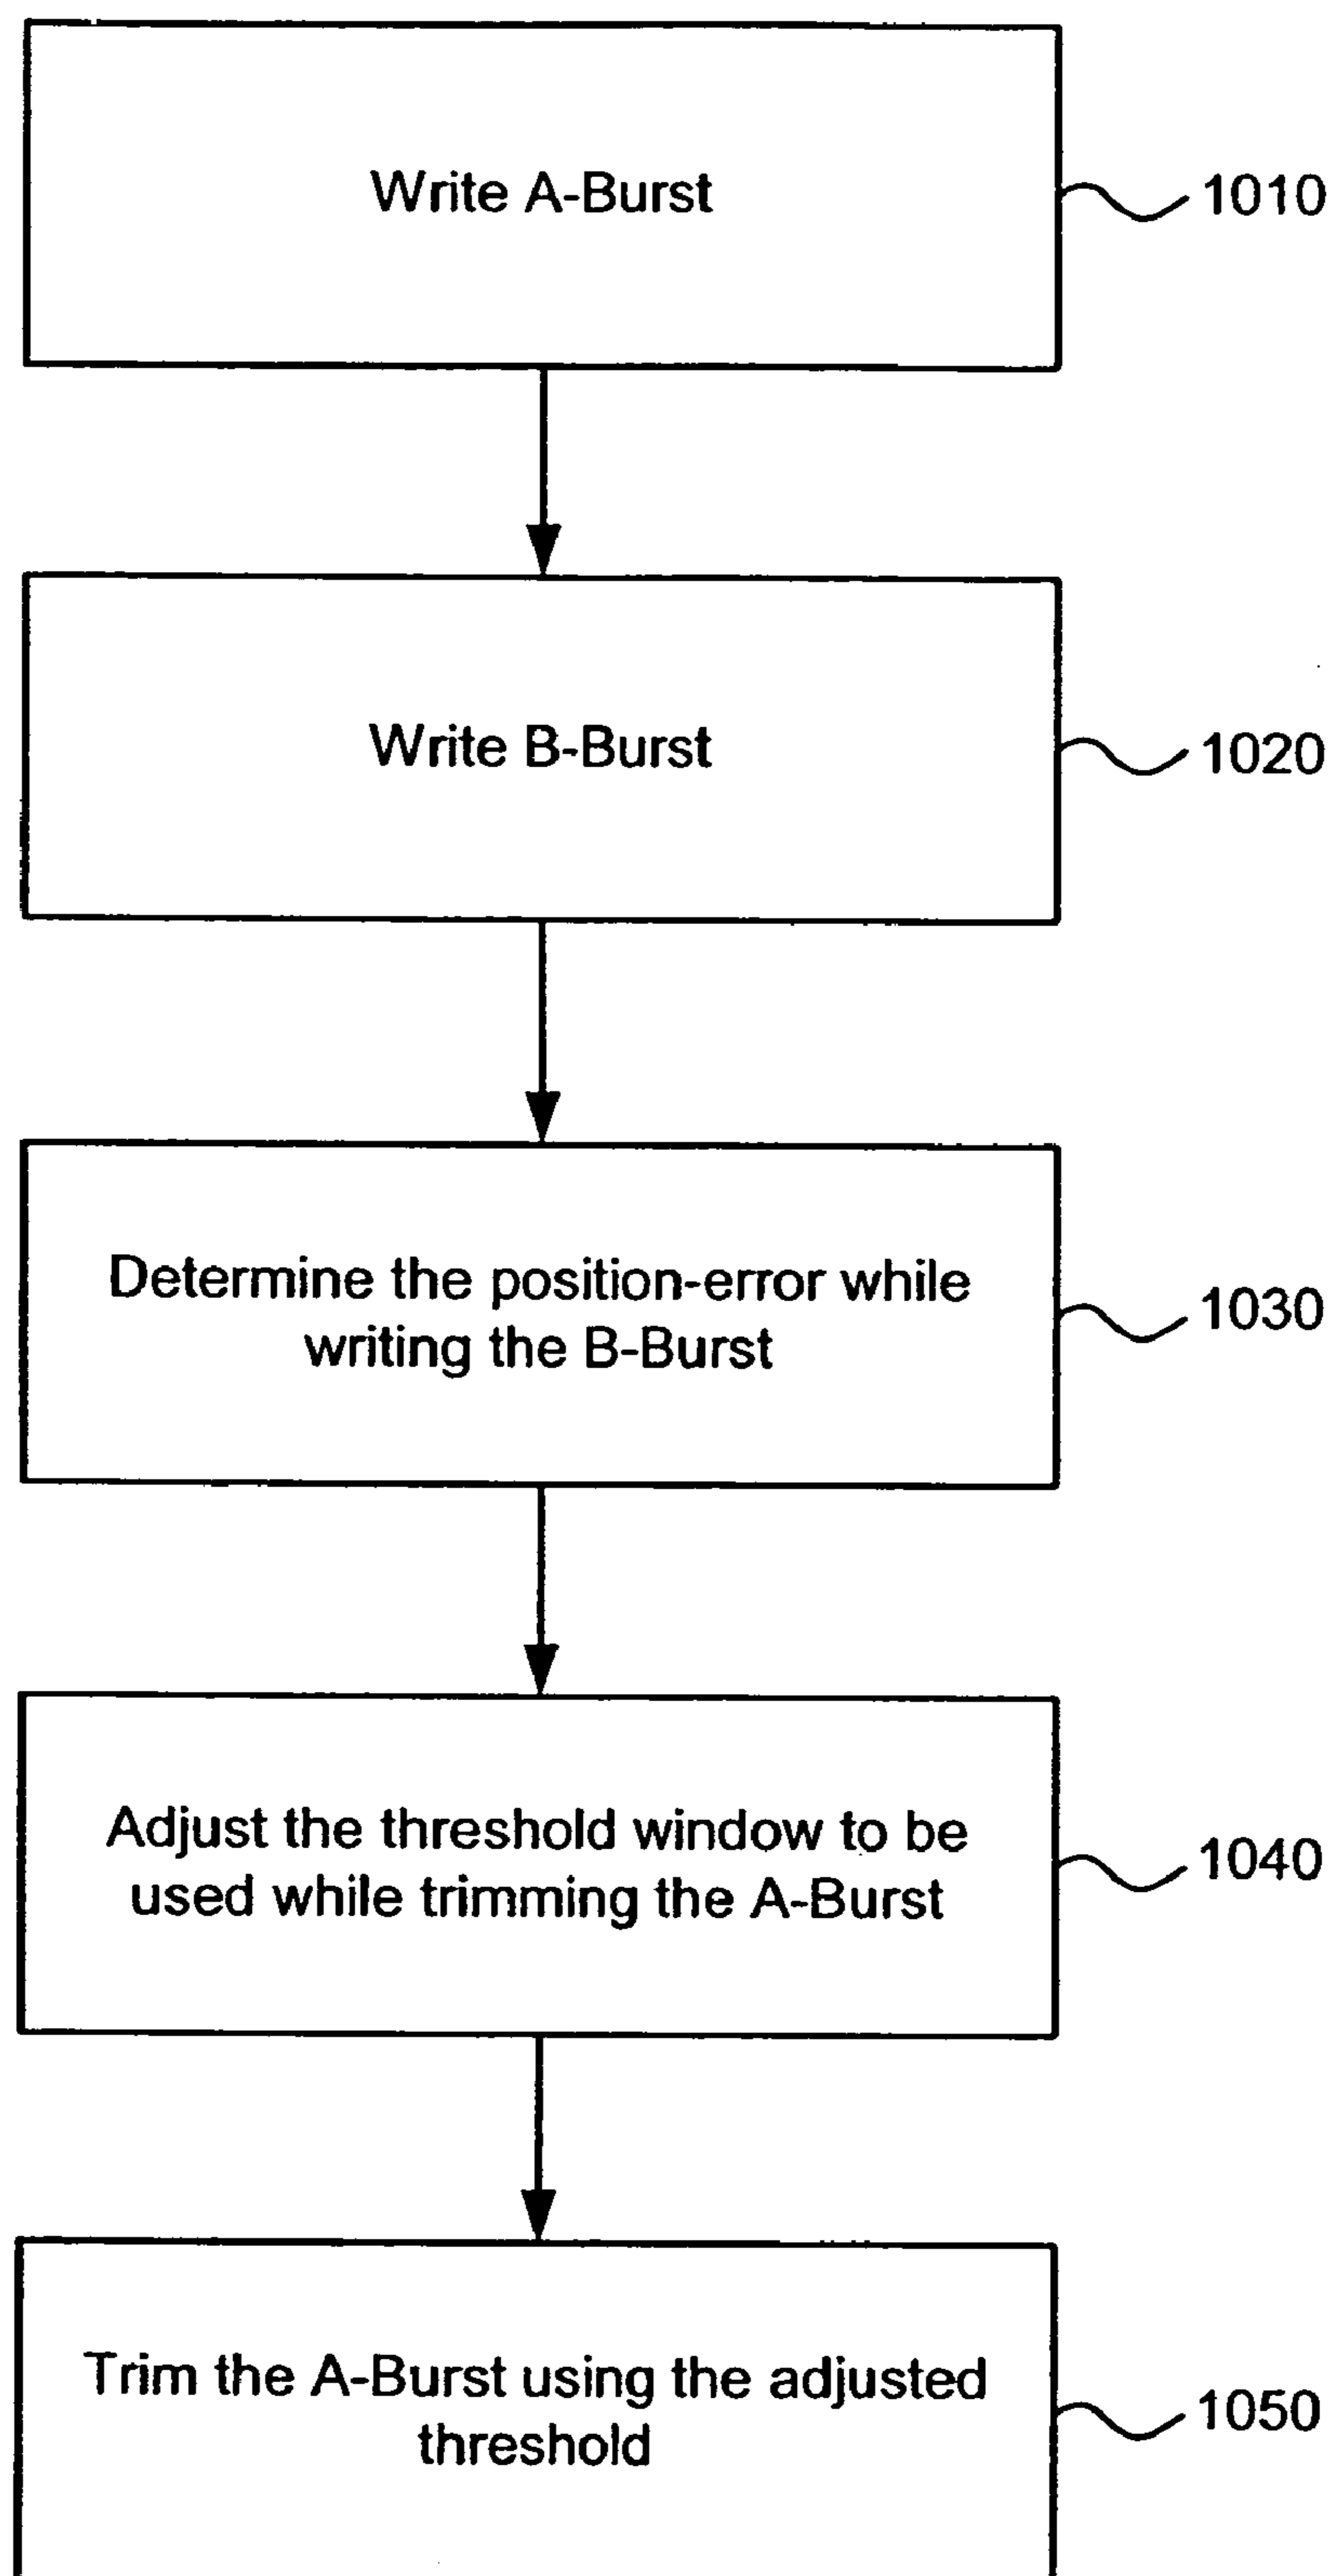 Write A-Burst
1010
Write B-Burst
1020
Determine the position-error while
writing the B-Burst
1030
Adjust the threshold window to be
used while trimming the A-Burst
1040
Trim the A-Burst using the adjusted
threshold
1050